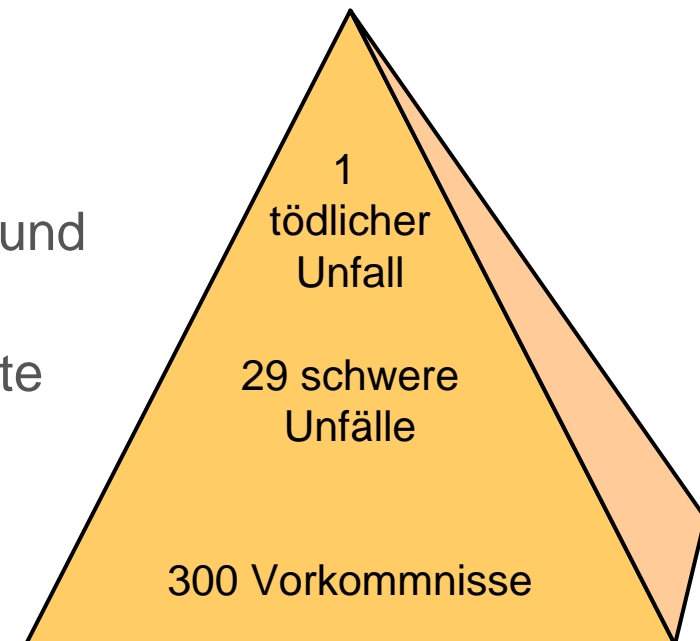 und
te
1
tödlicher
Unfall
29 schwere
Unfälle
300 Vorkommnisse